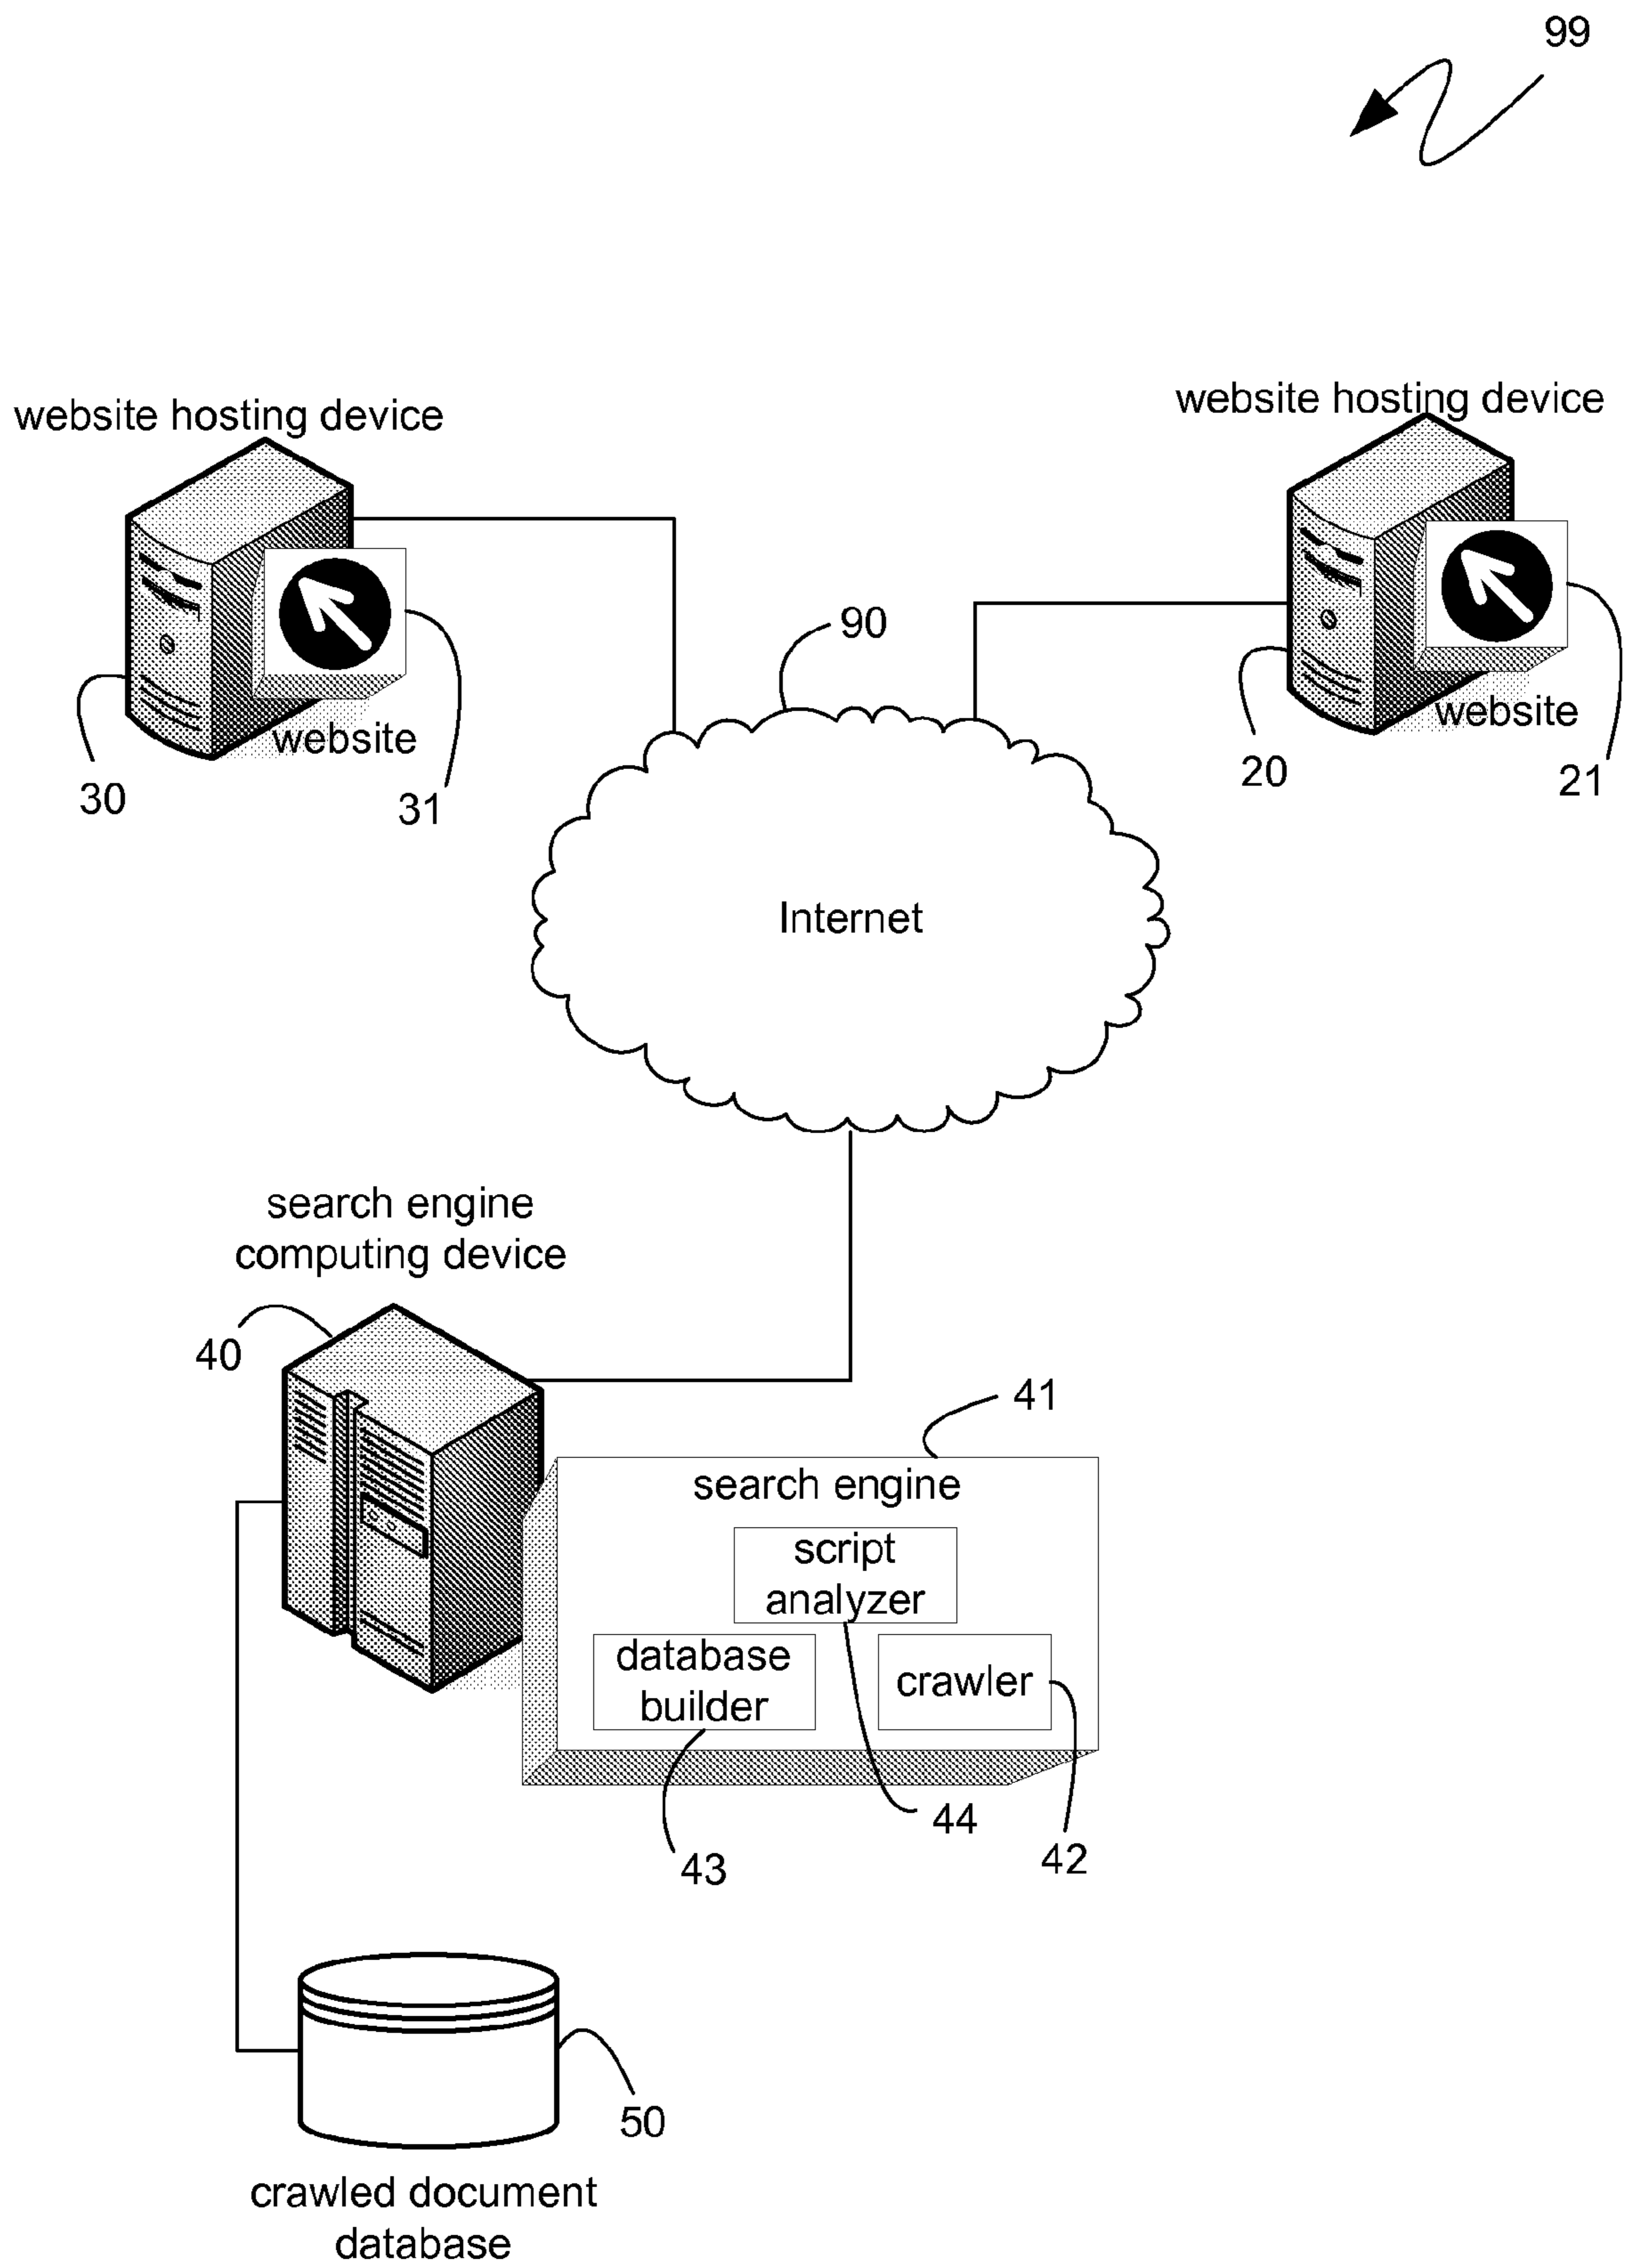 99
website hosting device
website hosting device
90
website
website
30
31
20
21
Internet
search engine
computing device
40
41
search engine
script
analyzer
database
builder
crawler
44
43
42
50
crawled document
database